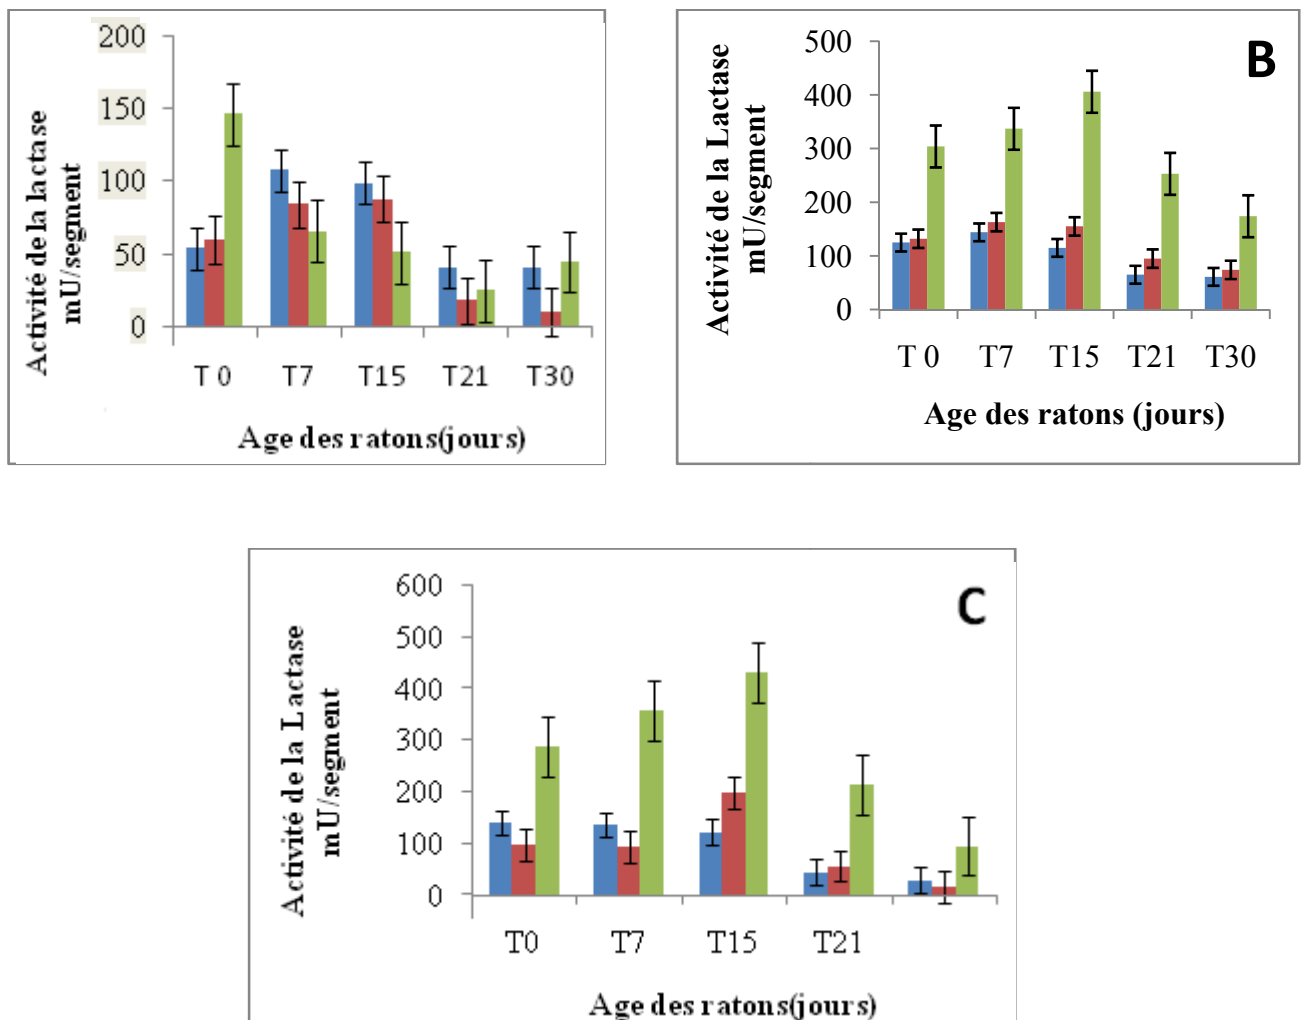 200
150
100
50
0
Activité de la lactase
mU/segment
T 0 T7 T15 T21 T30
Age des ratons(jours)
B
500
400
300
200
100
0
Activité de la Lactase
mU/segment
T 0 T7 T15 T21 T30
Age des ratons (jours)
C
600
500
400
300
200
100
0
Activité de la Lactase
mU/segment
T0 T7 T15 T21
Age des ratons(jours)